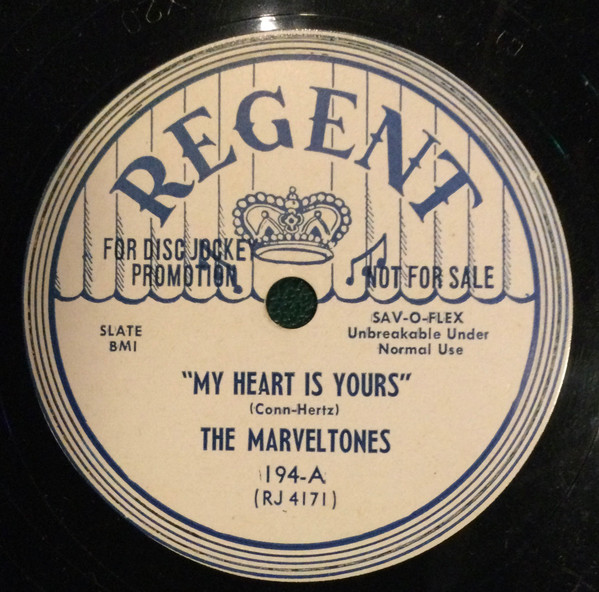 REGENT
FOR DISC JOCKEY
PROMOTION
NOT FOR SALE
SLATE
BMI
SAV-O-FLEX
Unbreakable Under
Normal Use
"MY HEART IS YOURS"
(Conn-Hertz)
THE MARVELTONES
194-A
(RJ 4171)